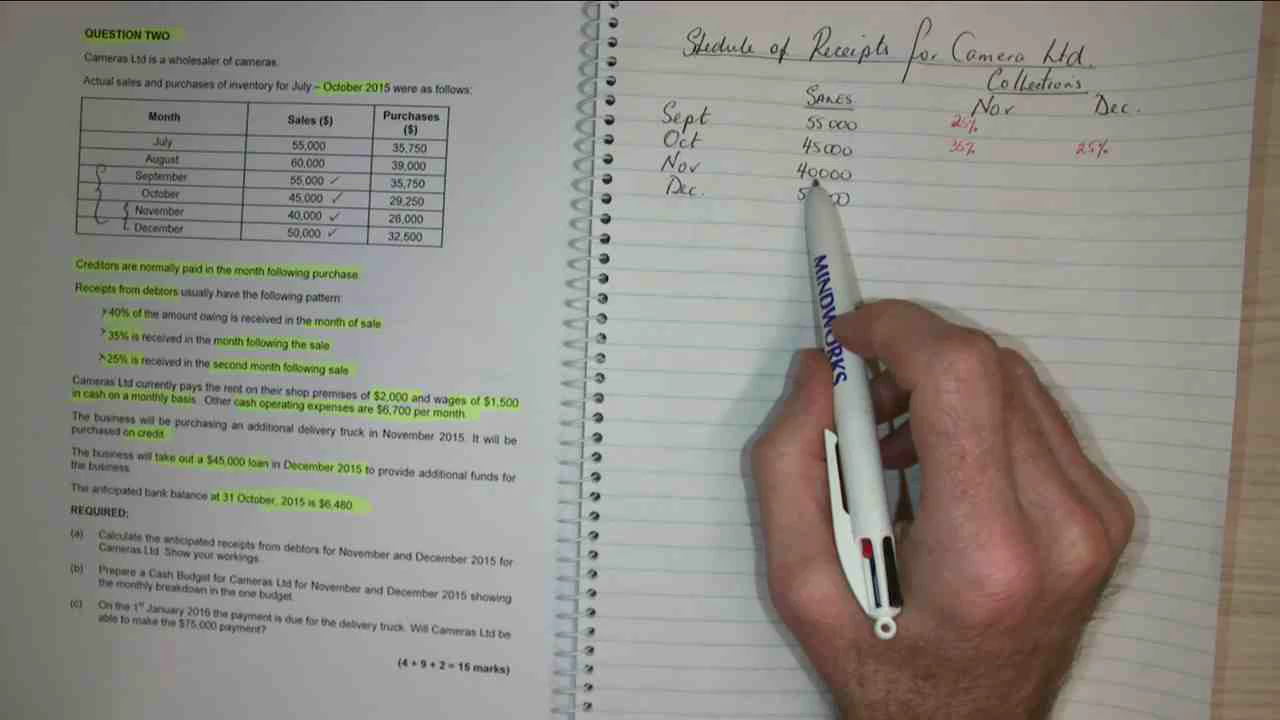 QUESTION TWO
Cameras Ltd is a wholesaler of cameras.
Actual sales and purchases of inventory for July – October 2015 were as follows:
Month Sales ($) Purchases ($)
July 55,000 35,750
August 60,000 39,000
September 55,000 ✓ 35,750
October 45,000 ✓ 29,250
November 40,000 ✓ 26,000
December 50,000 ✓ 32,500
Creditors are normally paid in the month following purchase.
Receipts from debtors usually have the following pattern:
40% of the amount owing is received in the month of sale
35% is received in the month following the sale
25% is received in the second month following sale
Cameras Ltd currently pays the rent on their shop premises of $2,000 and wages of $1,500
in cash on a monthly basis. Other cash operating expenses are $6,700 per month.
The business will be purchasing an additional delivery truck in November 2015. It will be
purchased on credit.
The business will take out a $45,000 loan in December 2015 to provide additional funds for
the business.
The anticipated bank balance at 31 October, 2015 is $6,480.
REQUIRED:
(a) Calculate the anticipated receipts from debtors for November and December 2015 for
Cameras Ltd. Show your workings.
(b) Prepare a Cash Budget for Cameras Ltd for November and December 2015 showing
the monthly breakdown in the one budget.
(c) On the 1st January 2016 the payment is due for the delivery truck. Will Cameras Ltd be
able to make the $75,000 payment?
(4 + 9 + 2 = 15 marks)
Shedule of Receipts for Camera Ltd.
Collections
SALES Nov Dec.
Sept 55000 25%
Oct 45000 35% 25%
Nov 40000
Dec.
MINDWORKS